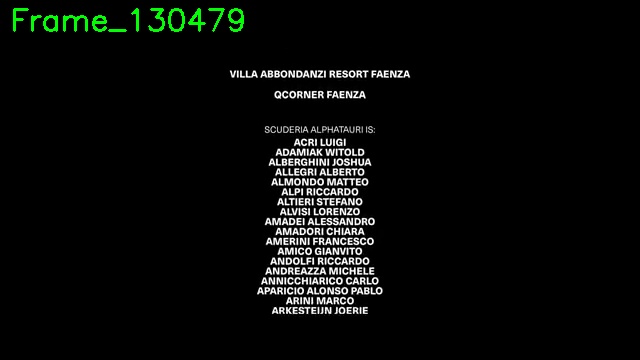 Frame_130479
VILLA ABBONDANZI RESORT FAENZA
QCORNER FAENZA
SCUDERIA ALPHATAURI IS:
ACRI LUIGI
ADAMIAK WITOLD
ALBERGHINI JOSHUA
ALLEGRI ALBERTO
ALMONDO MATTEO
ALPI RICCARDO
ALTIERI STEFANO
ALVISI LORENZO
AMADEI ALESSANDRO
AMADORI CHIARA
AMERINI FRANCESCO
AMICO GIANVITO
ANDOLFI RICCARDO
ANDREAZZA MICHELE
ANNICCHIARICO CARLO
APARICIO ALONSO PABLO
ARINI MARCO
ARKESTEIJN JOERIE